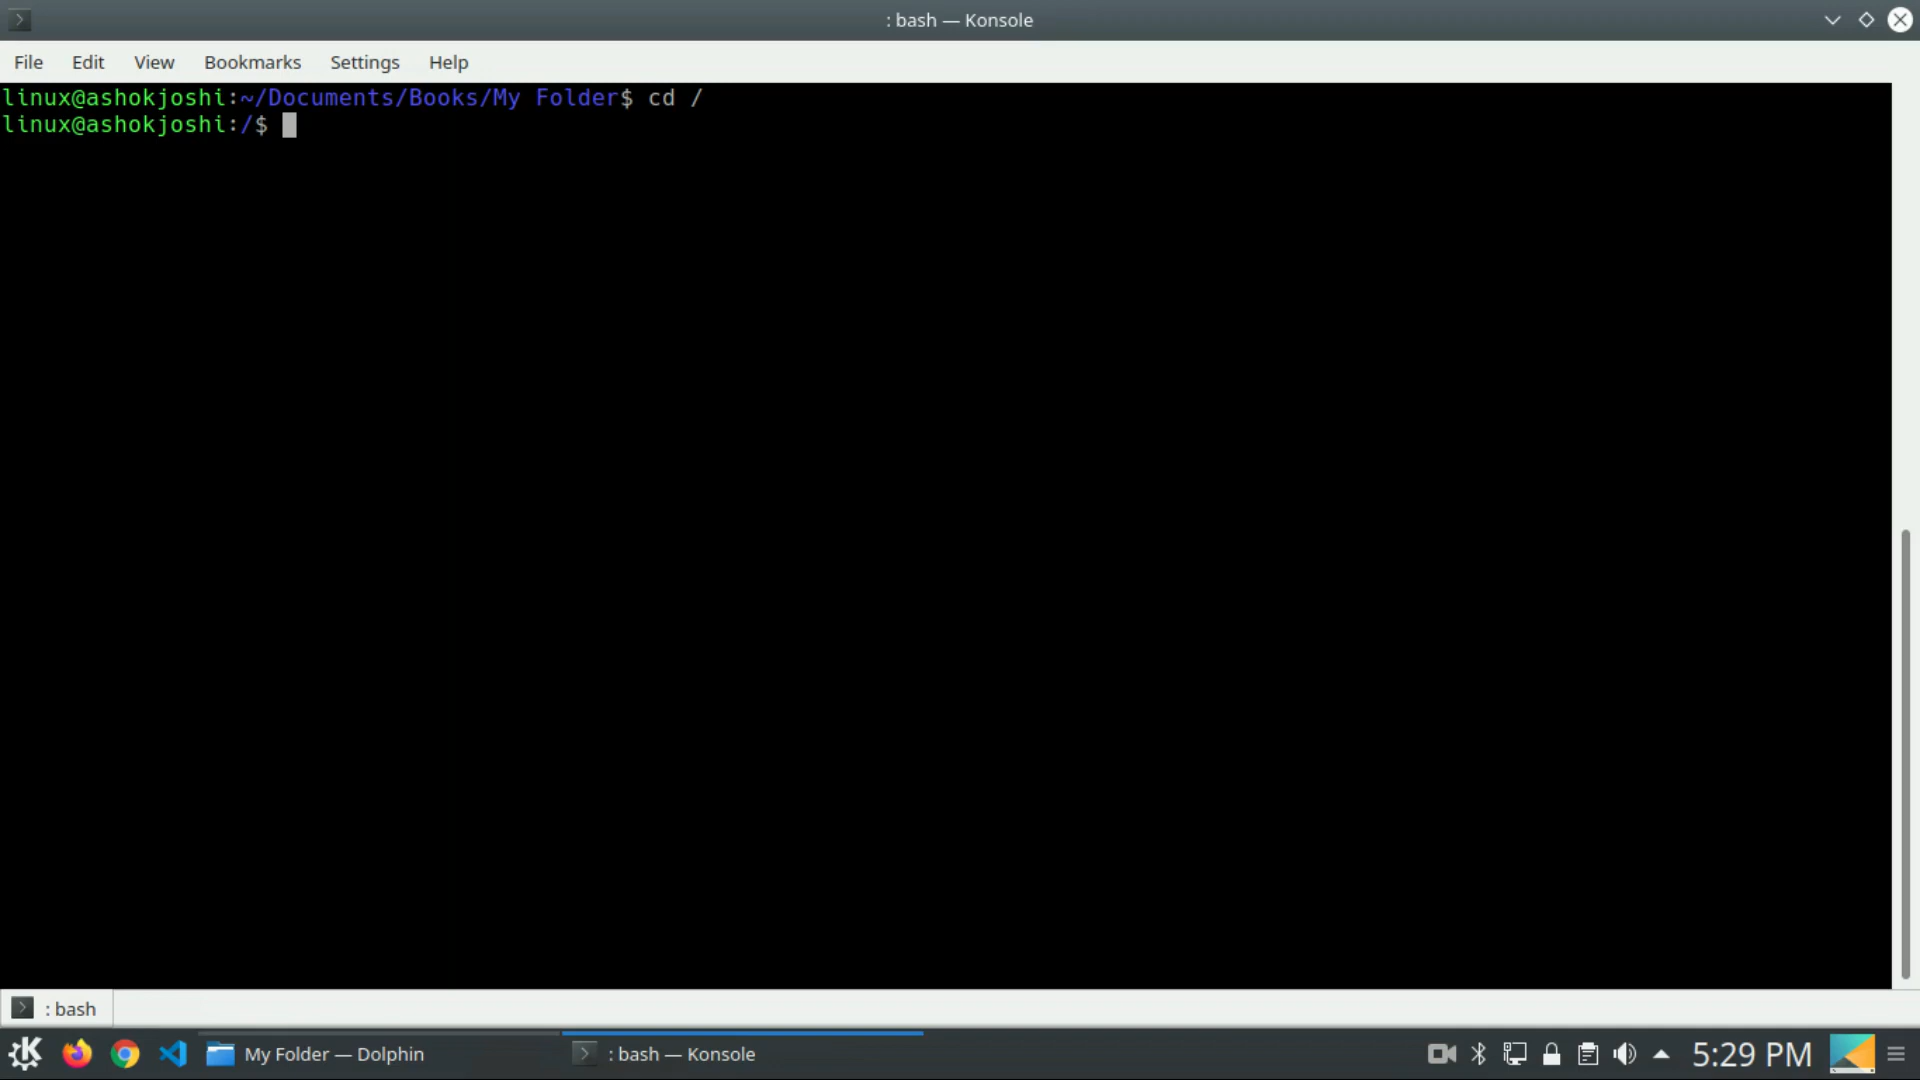 : bash — Konsole
File Edit View Bookmarks Settings Help
linux@ashokjoshi:~/Documents/Books/My Folder$ cd /
linux@ashokjoshi:/$
: bash
My Folder — Dolphin : bash — Konsole 5:29 PM